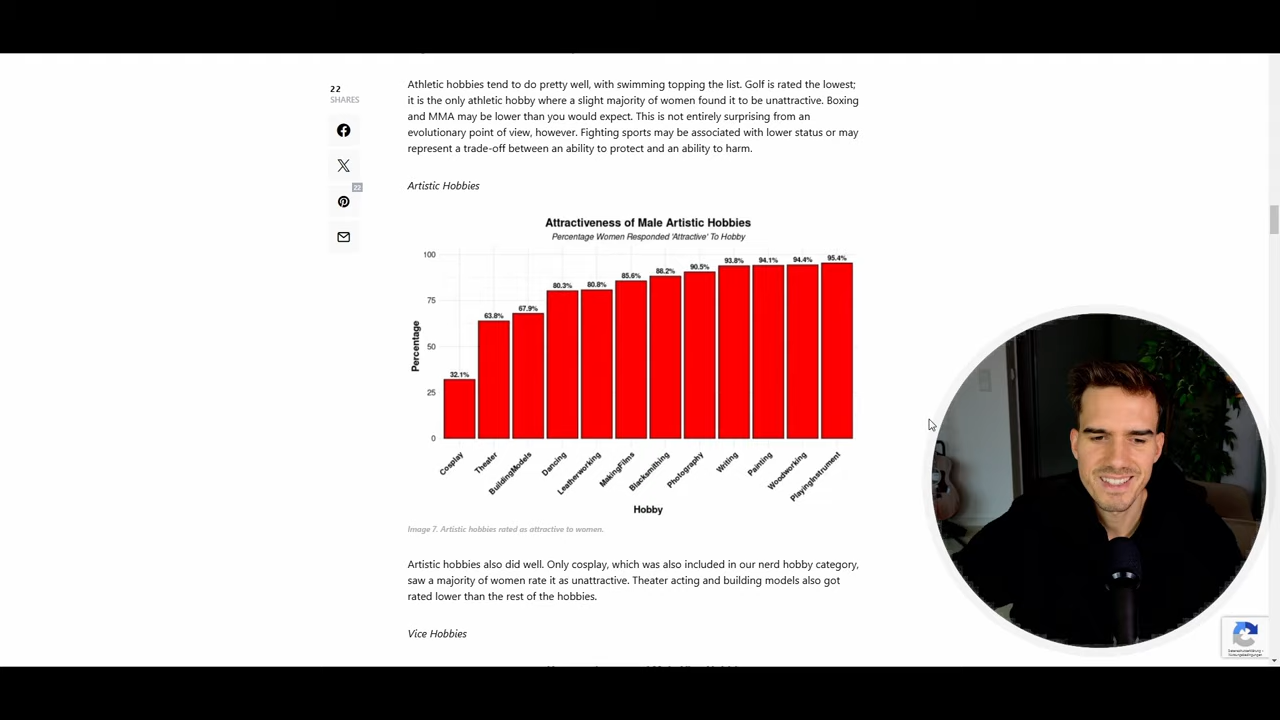 Athletic hobbies tend to do pretty well, with swimming topping the list. Golf is rated the lowest;
it is the only athletic hobby where a slight majority of women found it to be unattractive. Boxing
and MMA may be lower than you would expect. This is not entirely surprising from an
evolutionary point of view, however. Fighting sports may be associated with lower status or may
represent a trade-off between an ability to protect and an ability to harm.
22
SHARES
22
Artistic Hobbies
Attractiveness of Male Artistic Hobbies
Percentage Women Responded 'Attractive' To Hobby
Percentage
100
75
50
25
0
32.1%
63.8%
67.9%
80.3%
80.8%
85.6%
88.2%
90.5%
93.8%
94.1%
94.4%
95.4%
Cosplay
Theater
BuildingModels
Dancing
Leatherworking
MakingFilms
Blacksmithing
Photography
Writing
Painting
Woodworking
PlayingInstrument
Hobby
Image 7. Artistic hobbies rated as attractive to women.
Artistic hobbies also did well. Only cosplay, which was also included in our nerd hobby category,
saw a majority of women rate it as unattractive. Theater acting and building models also got
rated lower than the rest of the hobbies.
Vice Hobbies